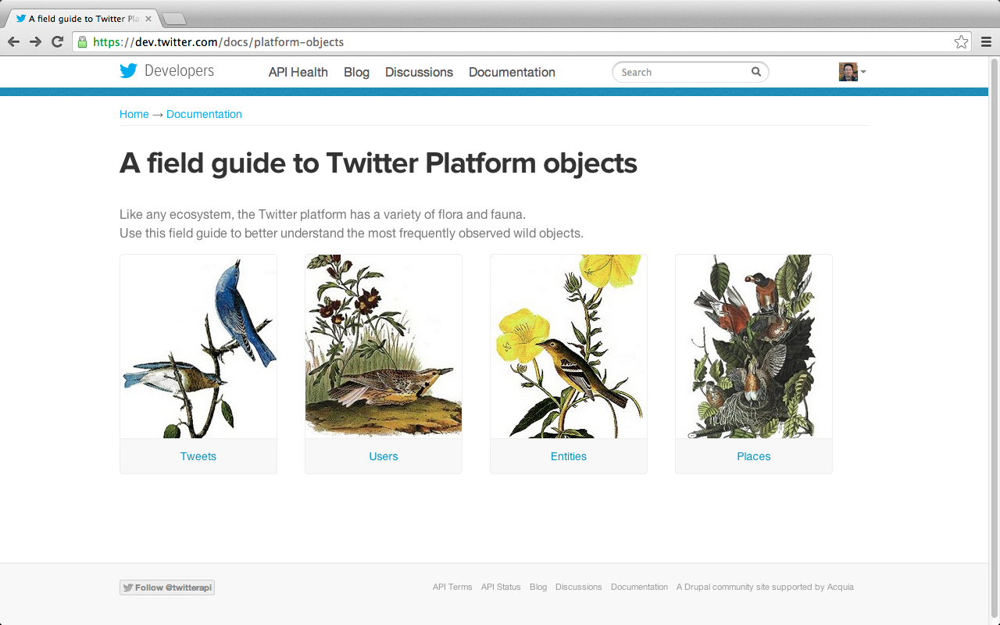 A field guide to Twitter Pla
https://dev.twitter.com/docs/platform-objects
Developers
API Health Blog Discussions Documentation
Search
Home → Documentation
A field guide to Twitter Platform objects
Like any ecosystem, the Twitter platform has a variety of flora and fauna.
Use this field guide to better understand the most frequently observed wild objects.
Tweets Users Entities Places
Follow @twitterapi
API Terms API Status Blog Discussions Documentation A Drupal community site supported by Acquia